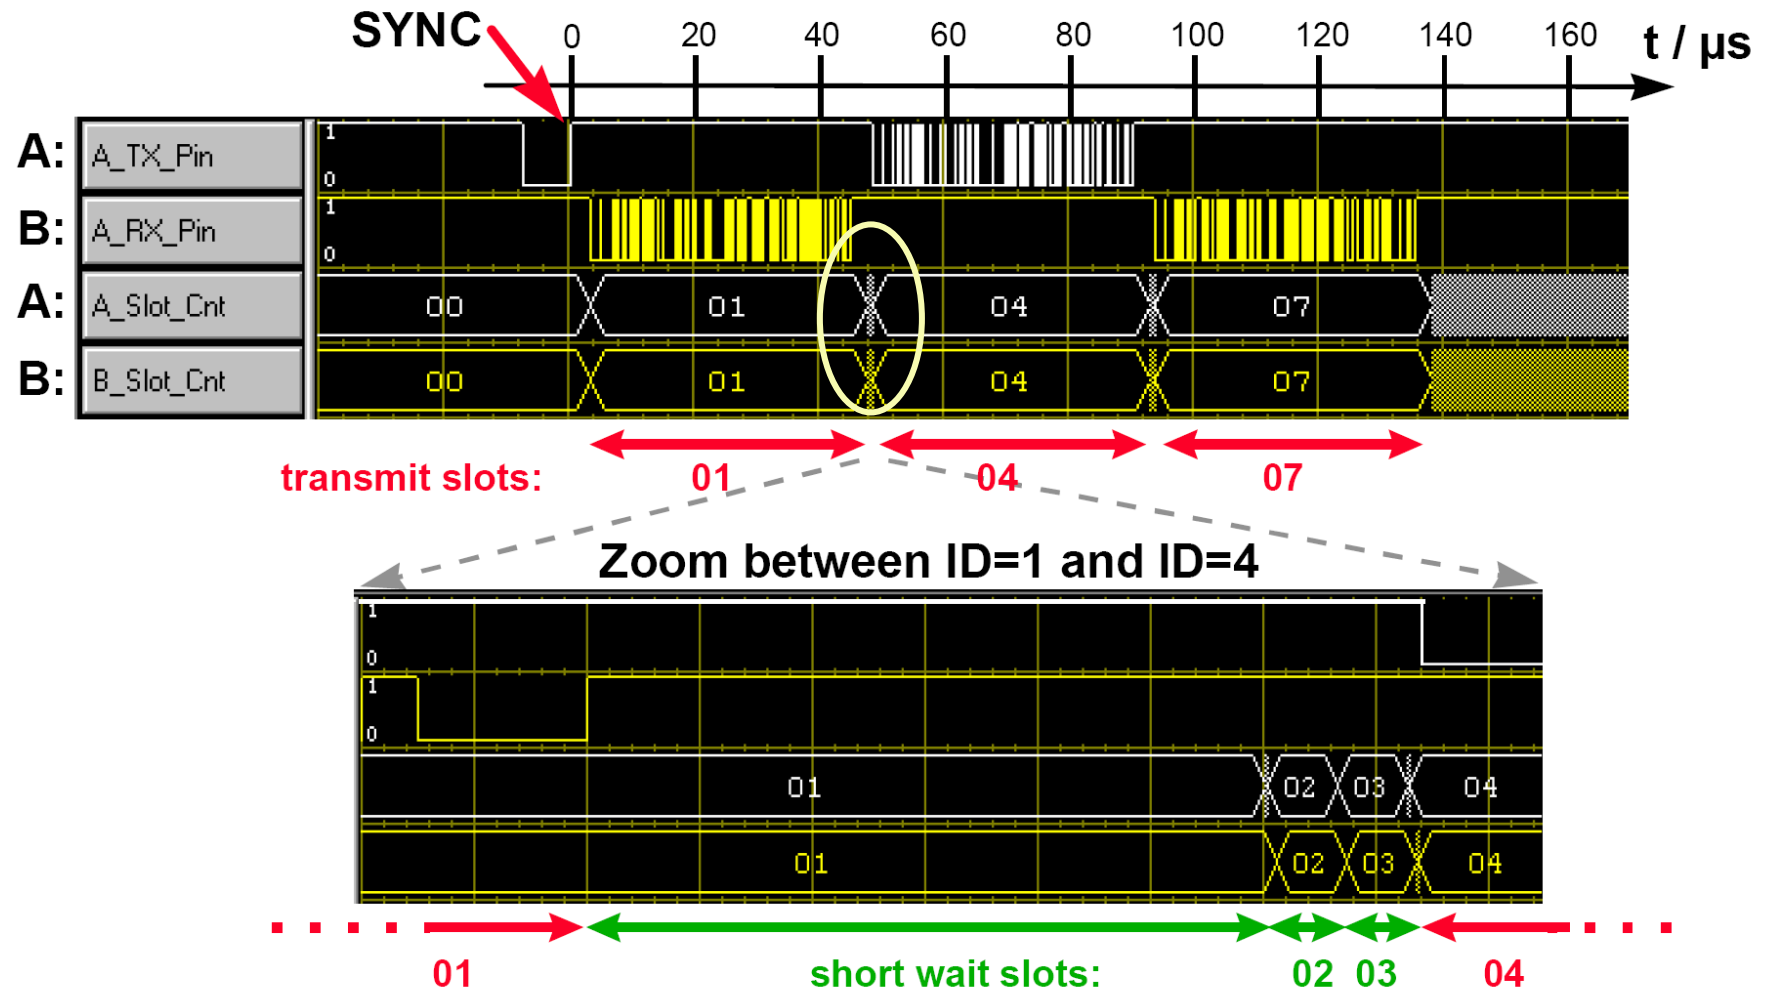 SYNC
0 20 40 60 80 100 120 140 160 t / µs
A: A_TX_Pin 1
0
B: A_RX_Pin 1
0
A: A_Slot_Cnt 00 01 04 07
B: B_Slot_Cnt 00 01 04 07
transmit slots: 01 04 07
Zoom between ID=1 and ID=4
1
0
1
0
01 02 03 04
01 02 03 04
01 short wait slots: 02 03 04